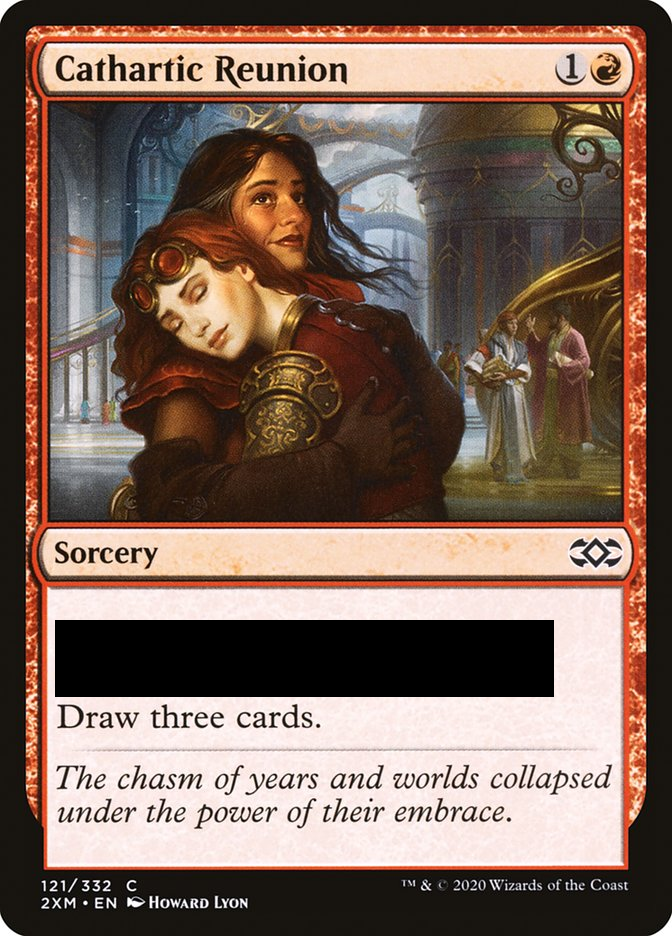 Cathartic Reunion
1
Sorcery
Draw three cards.
The chasm of years and worlds collapsed
under the power of their embrace.
121/332 C
2XM • EN Howard Lyon
™ & © 2020 Wizards of the Coast